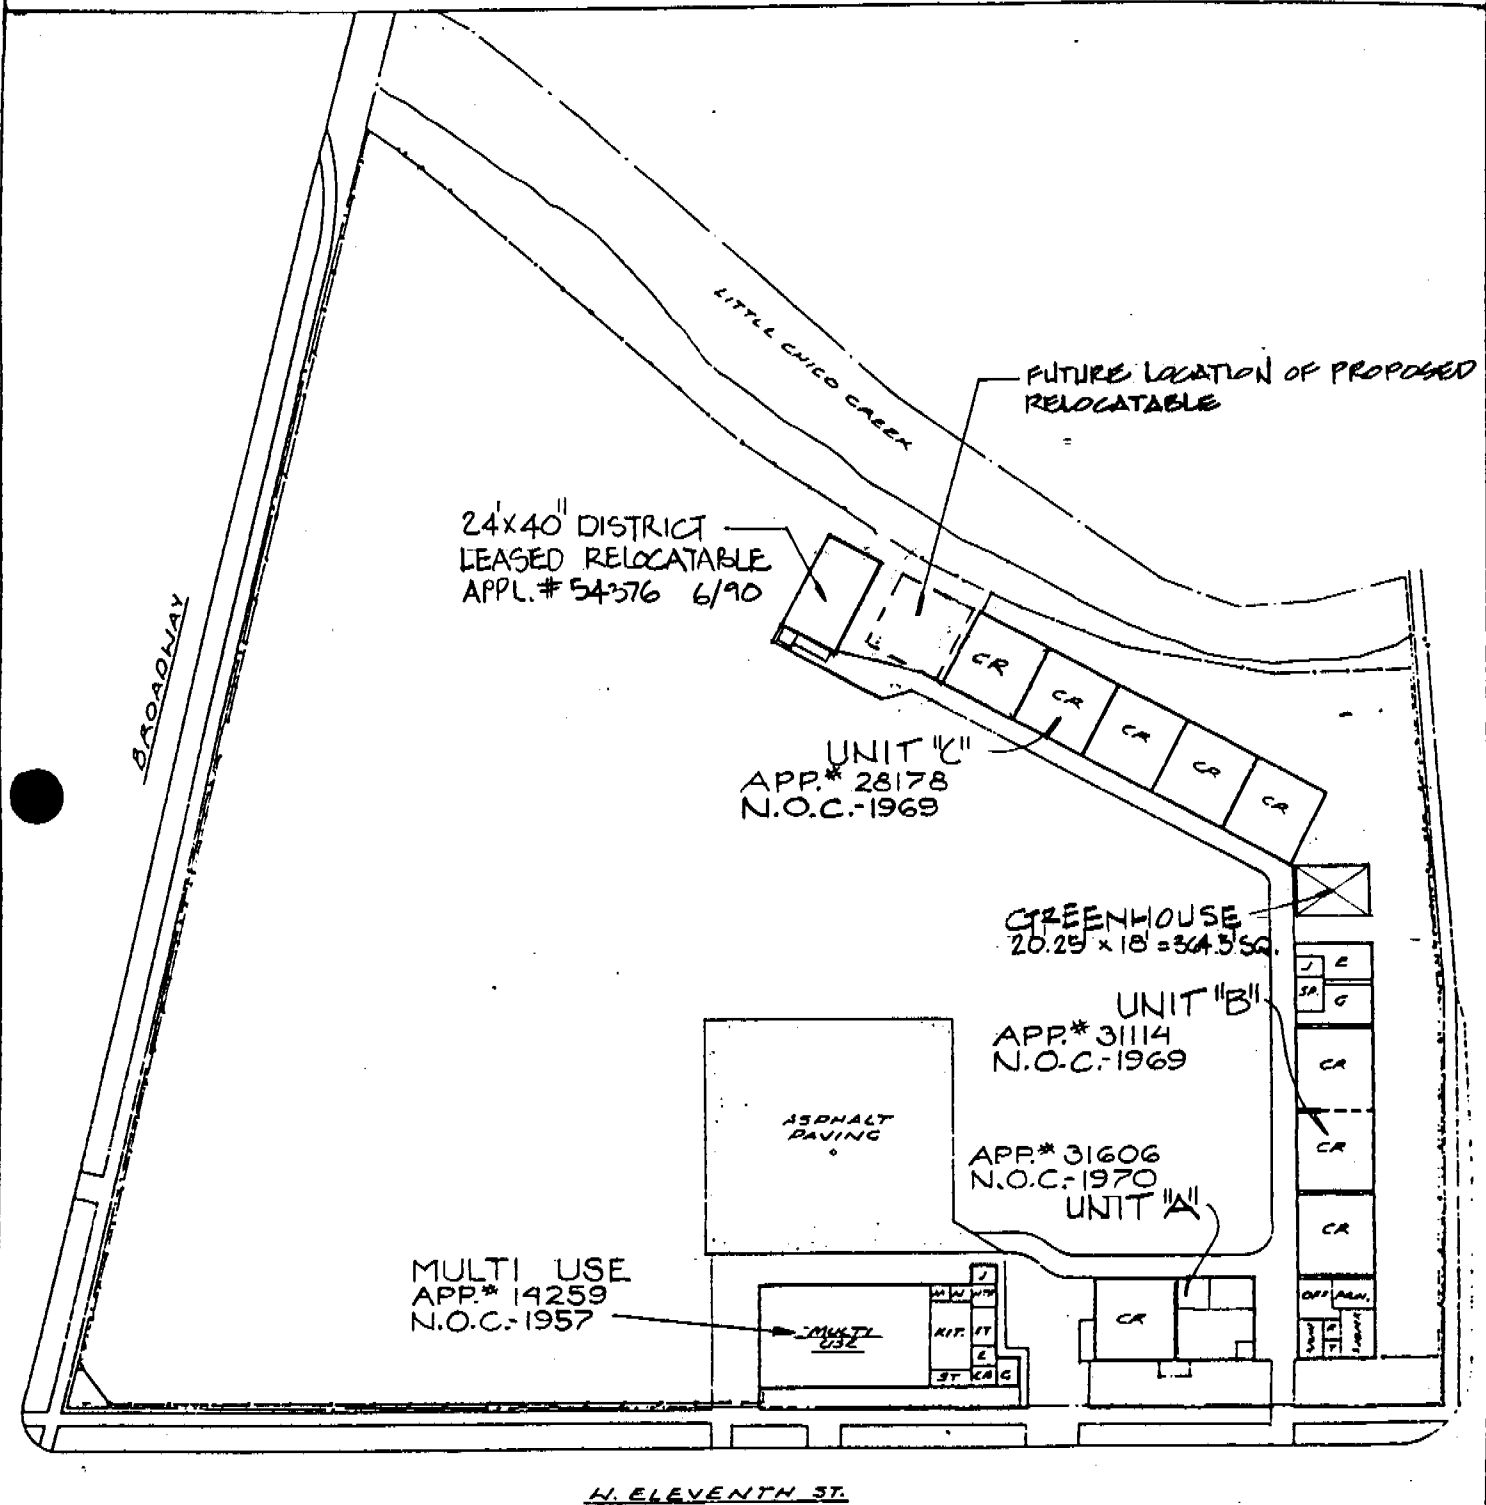 LITTLE CHICO CREEK
FUTURE LOCATION OF PROPOSED
RELOCATABLE
24'x40" DISTRICT
LEASED RELOCATABLE
APPL.# 54376 6/90
BROADWAY
CR
CR
CR
CR
CR
UNIT "C"
APP.# 28178
N.O.C.-1969
GREENHOUSE
20.25 x 18' = 364.5 SQ.
J
SR.
G
UNIT "B"
APP.# 31114
N.O.C.-1969
CR
CR
CR
ASPHALT
PAVING
APP.# 31606
N.O.C.-1970
UNIT "A"
CR
MULTI USE
APP.# 14259
N.O.C.-1957
MULTI
USE
J
M W
KIT.
ST
G
OFF
W. ELEVENTH ST.